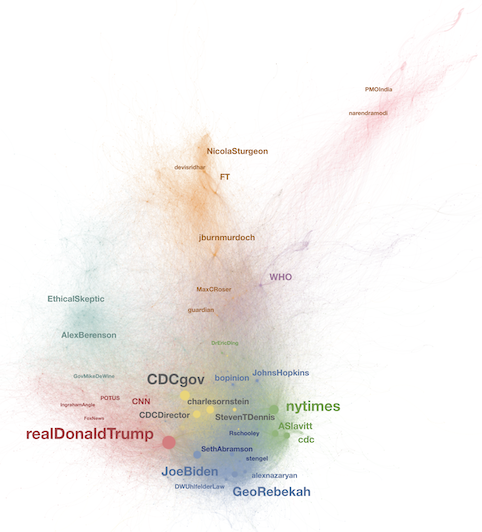 PMOIndia
narendramodi
NicolaSturgeon
devisridhar
FT
jburnmurdoch
WHO
MaxCRoser
EthicalSkeptic
guardian
AlexBerenson
DrEricDing
GovMikeDeWine
CDCgov
bopinion
JohnsHopkins
POTUS
CNN
charlesornstein
IngrahamAngle
nytimes
CDCDirector
StevenTDennis
FoxNews
ASlavitt
realDonaldTrump
Rschooley
cdc
SethAbramson
stengel
JoeBiden
alexnazaryan
DWUhlfelderLaw
GeoRebekah